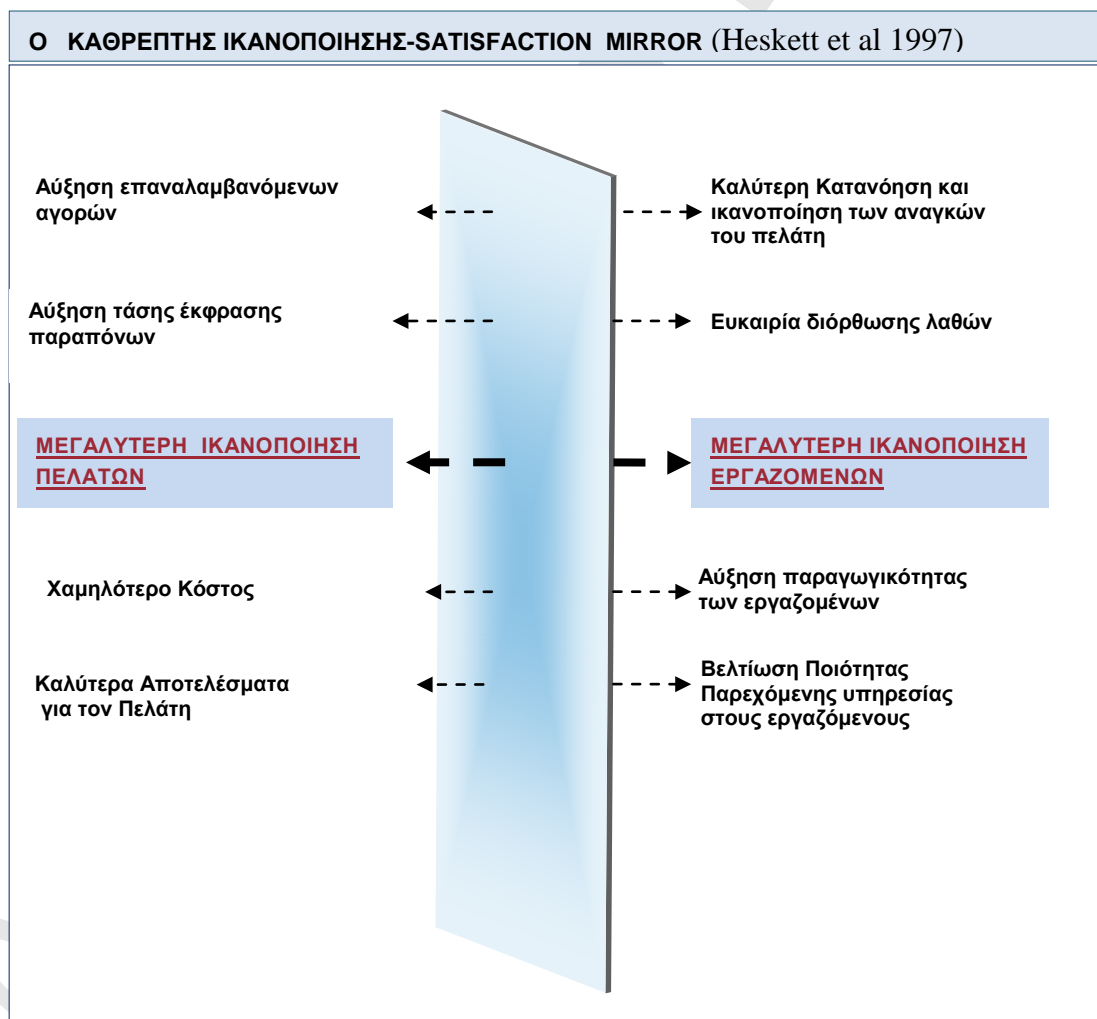 Ο ΚΑΘΡΕΠΤΗΣ ΙΚΑΝΟΠΟΙΗΣΗΣ-SATISFACTION MIRROR (Heskett et al 1997)
Αύξηση επαναλαμβανόμενων
αγορών
Καλύτερη Κατανόηση και
ικανοποίηση των αναγκών
του πελάτη
Αύξηση τάσης έκφρασης
παραπόνων
Ευκαιρία διόρθωσης λαθών
ΜΕΓΑΛΥΤΕΡΗ ΙΚΑΝΟΠΟΙΗΣΗ
ΠΕΛΑΤΩΝ
ΜΕΓΑΛΥΤΕΡΗ ΙΚΑΝΟΠΟΙΗΣΗ
ΕΡΓΑΖΟΜΕΝΩΝ
Χαμηλότερο Κόστος
Αύξηση παραγωγικότητας
των εργαζομένων
Καλύτερα Αποτελέσματα
για τον Πελάτη
Βελτίωση Ποιότητας
Παρεχόμενης υπηρεσίας
στους εργαζόμενους